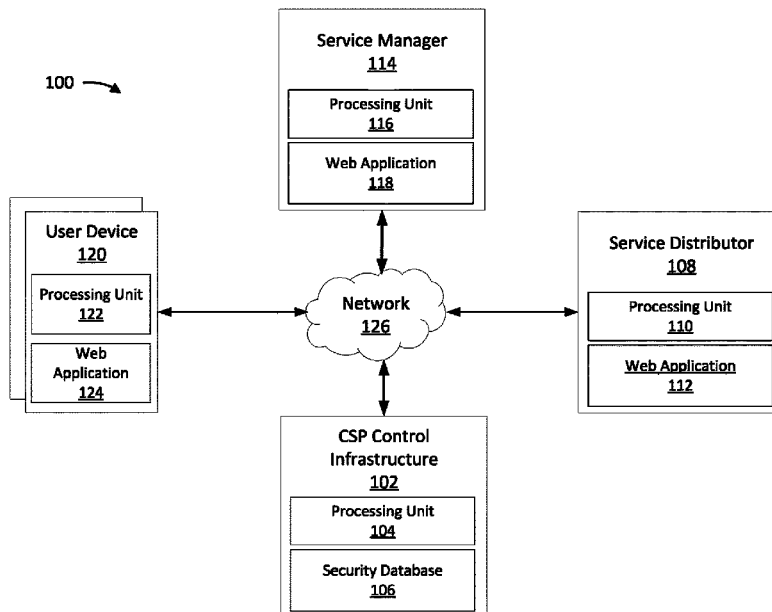 100
Service Manager
114
Processing Unit
116
Web Application
118
User Device
120
Processing Unit
122
Web
Application
124
Network
126
Service Distributor
108
Processing Unit
110
Web Application
112
CSP Control
Infrastructure
102
Processing Unit
104
Security Database
106